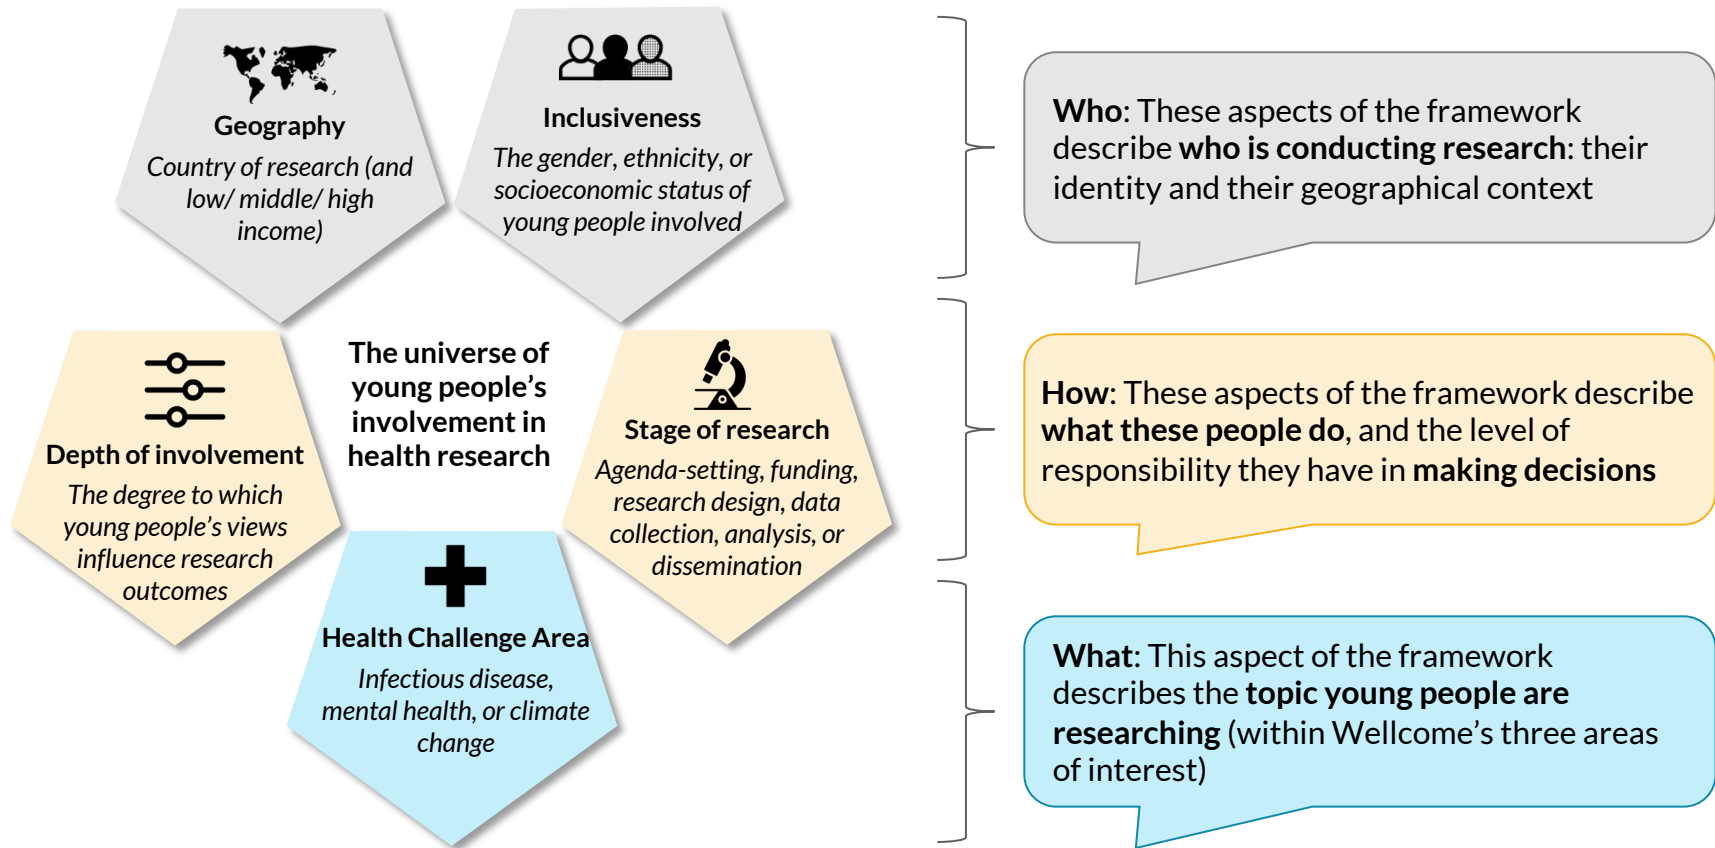 Geography
Country of research (and
low/ middle/ high
income)
Inclusiveness
The gender, ethnicity, or
socioeconomic status of
young people involved
Who: These aspects of the framework
describe who is conducting research: their
identity and their geographical context
The universe of
young people’s
involvement in
health research
Depth of involvement
The degree to which
young people’s views
influence research
outcomes
Stage of research
Agenda-setting, funding,
research design, data
collection, analysis, or
dissemination
How: These aspects of the framework describe
what these people do, and the level of
responsibility they have in making decisions
Health Challenge Area
Infectious disease,
mental health, or climate
change
What: This aspect of the framework
describes the topic young people are
researching (within Wellcome’s three areas
of interest)